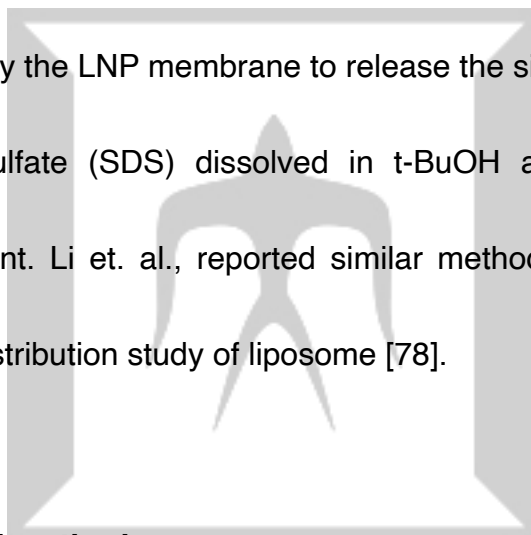 y the LNP membrane to release the s
ulfate (SDS) dissolved in t-BuOH a
nt. Li et. al., reported similar metho
stribution study of liposome [78].